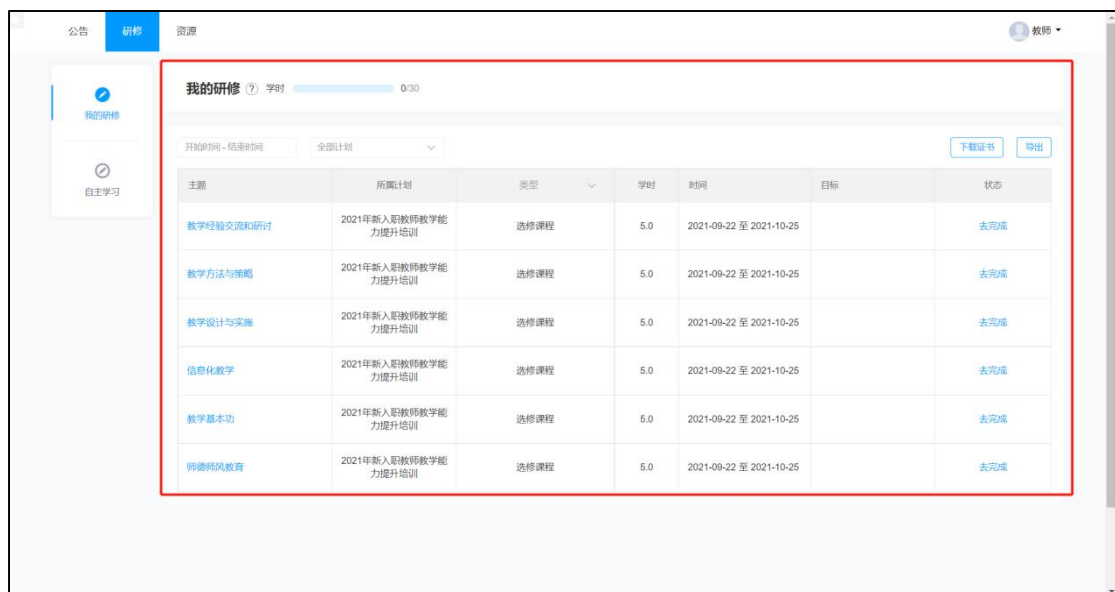 公告 研修 资源 教师
我的研修 ? 学时 0/30
我的研修
开始时间 - 结束时间 全部计划 下载证书 导出
自主学习
主题 所属计划 类型 学时 时间 目标 状态
教学经验交流和研讨 2021年新入职教师教学能力提升培训 选修课程 5.0 2021-09-22 至 2021-10-25 去完成
教学方法与策略 2021年新入职教师教学能力提升培训 选修课程 5.0 2021-09-22 至 2021-10-25 去完成
教学设计与实施 2021年新入职教师教学能力提升培训 选修课程 5.0 2021-09-22 至 2021-10-25 去完成
信息化教学 2021年新入职教师教学能力提升培训 选修课程 5.0 2021-09-22 至 2021-10-25 去完成
教学基本功 2021年新入职教师教学能力提升培训 选修课程 5.0 2021-09-22 至 2021-10-25 去完成
师德师风教育 2021年新入职教师教学能力提升培训 选修课程 5.0 2021-09-22 至 2021-10-25 去完成